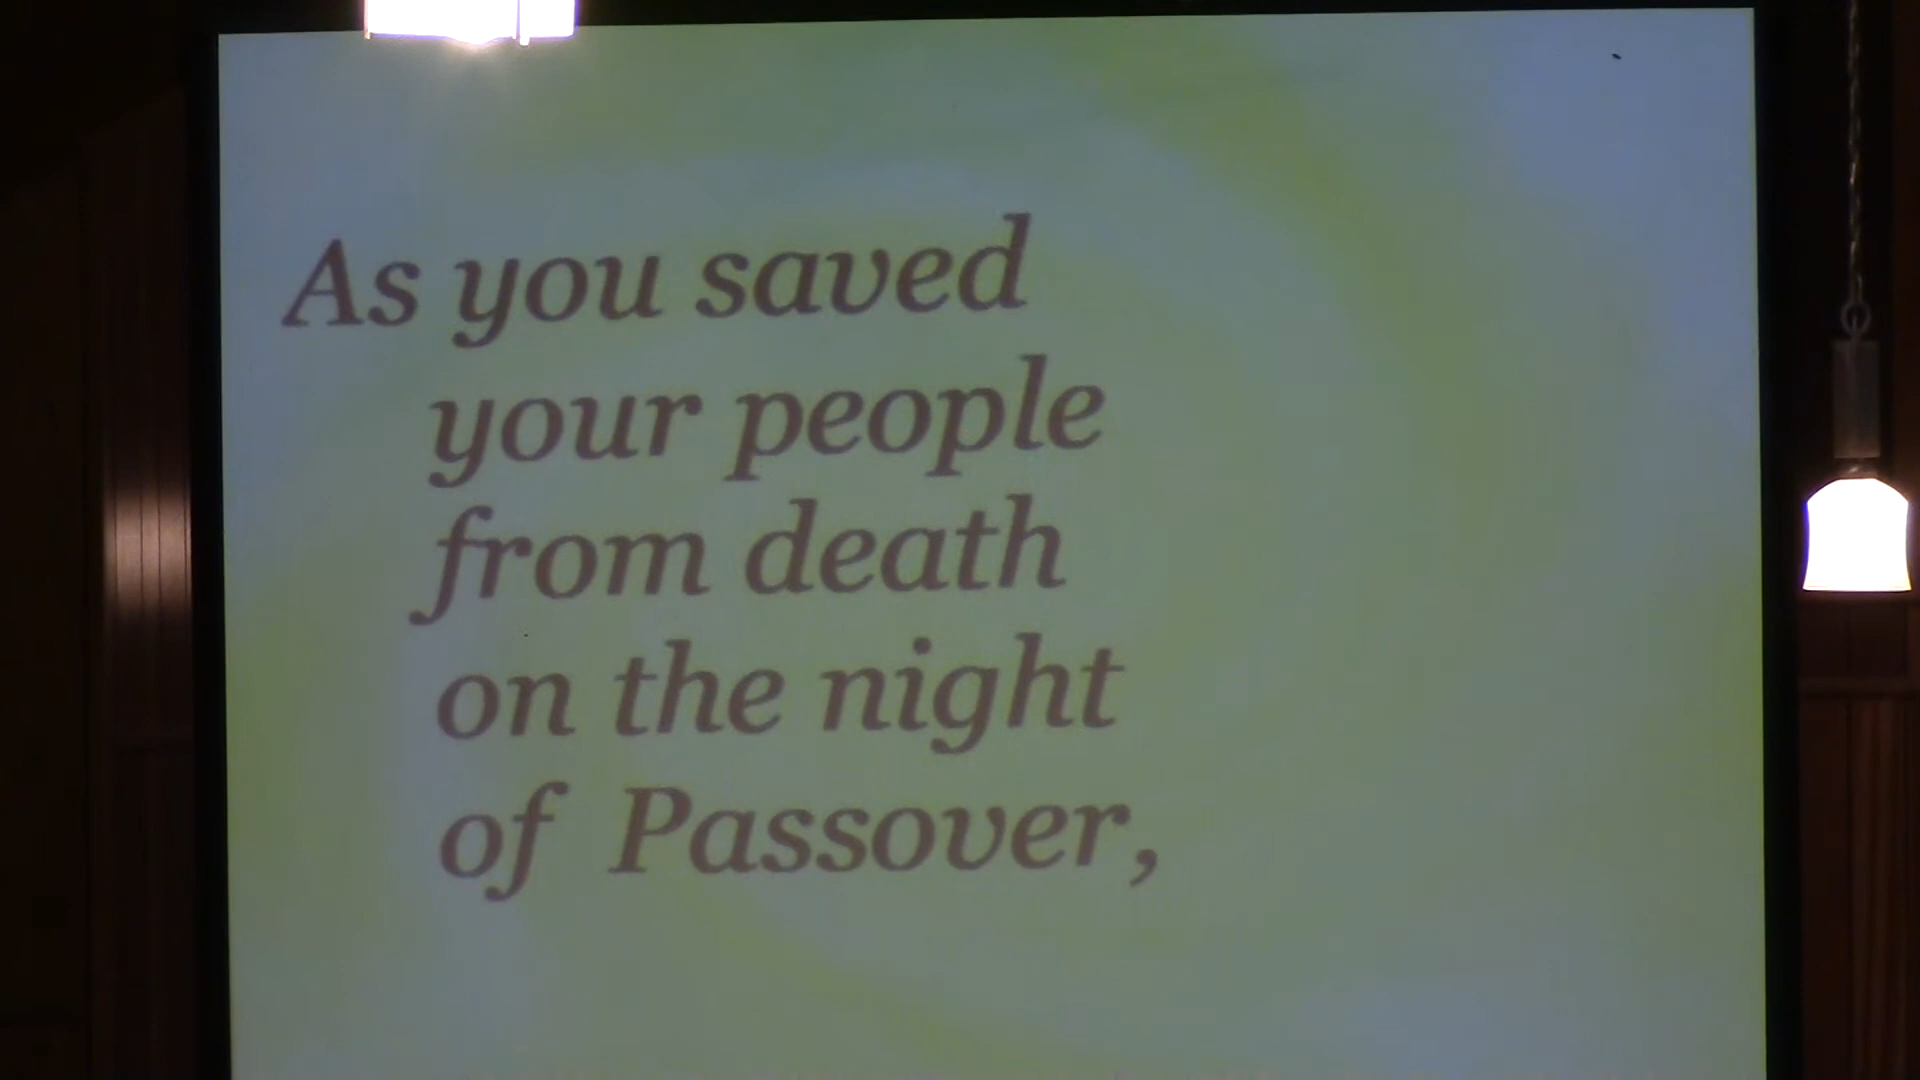 As you saved
your people
from death
on the night
of Passover,